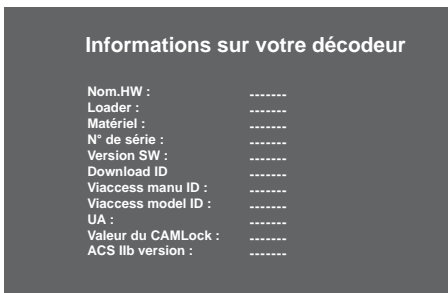 Informations sur votre décodeur
Nom.HW : -------
Loader : -------
Matériel : -------
N° de série : -------
Version SW : -------
Download ID -------
Viaccess manu ID : -------
Viaccess model ID : -------
UA : -------
Valeur du CAMLock : -------
ACS IIb version : -------